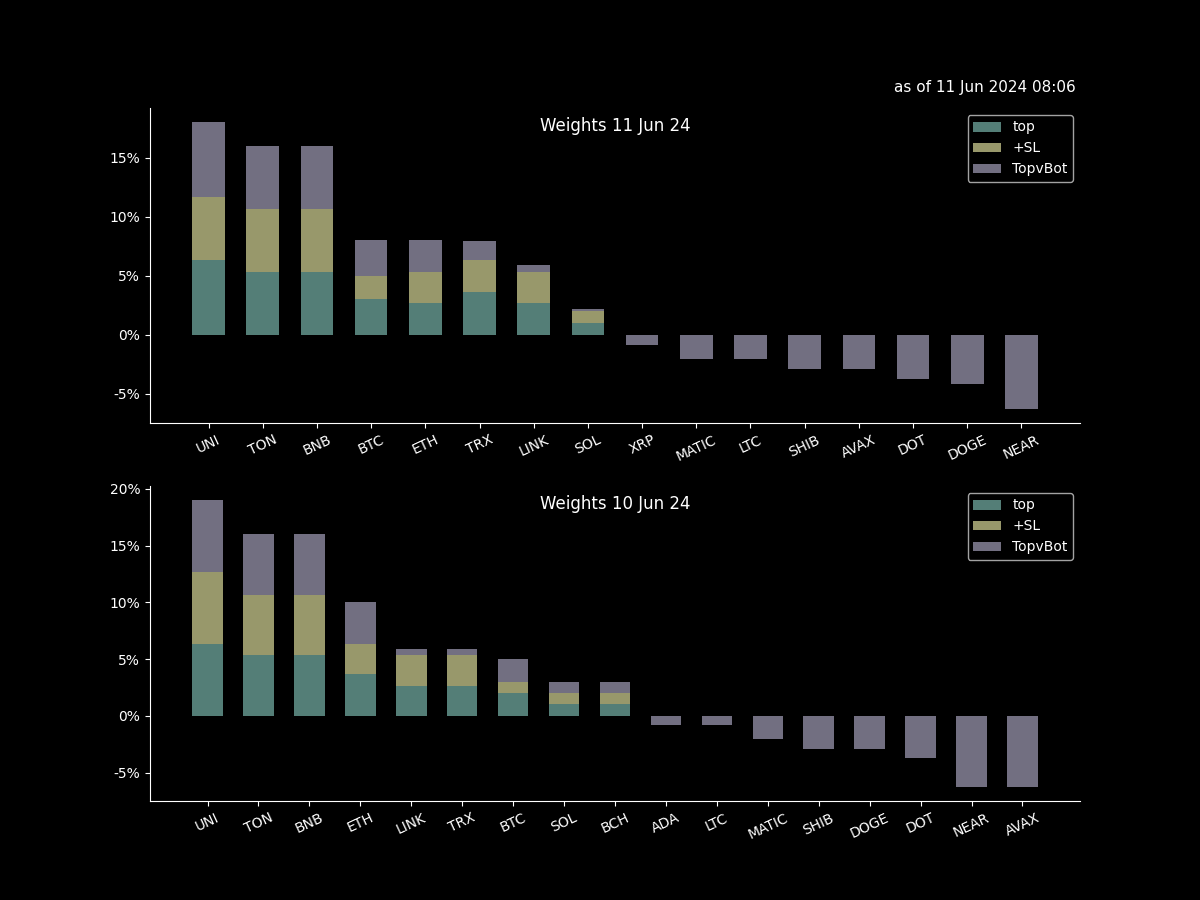 as of 11 Jun 2024 08:06
Weights 11 Jun 24
top
+SL
TopvBot
15%
10%
5%
0%
-5%
UNI TON BNB BTC ETH TRX LINK SOL XRP MATIC LTC SHIB AVAX DOT DOGE NEAR
Weights 10 Jun 24
top
+SL
TopvBot
20%
15%
10%
5%
0%
-5%
UNI TON BNB ETH LINK TRX BTC SOL BCH ADA LTC MATIC SHIB DOGE DOT NEAR AVAX